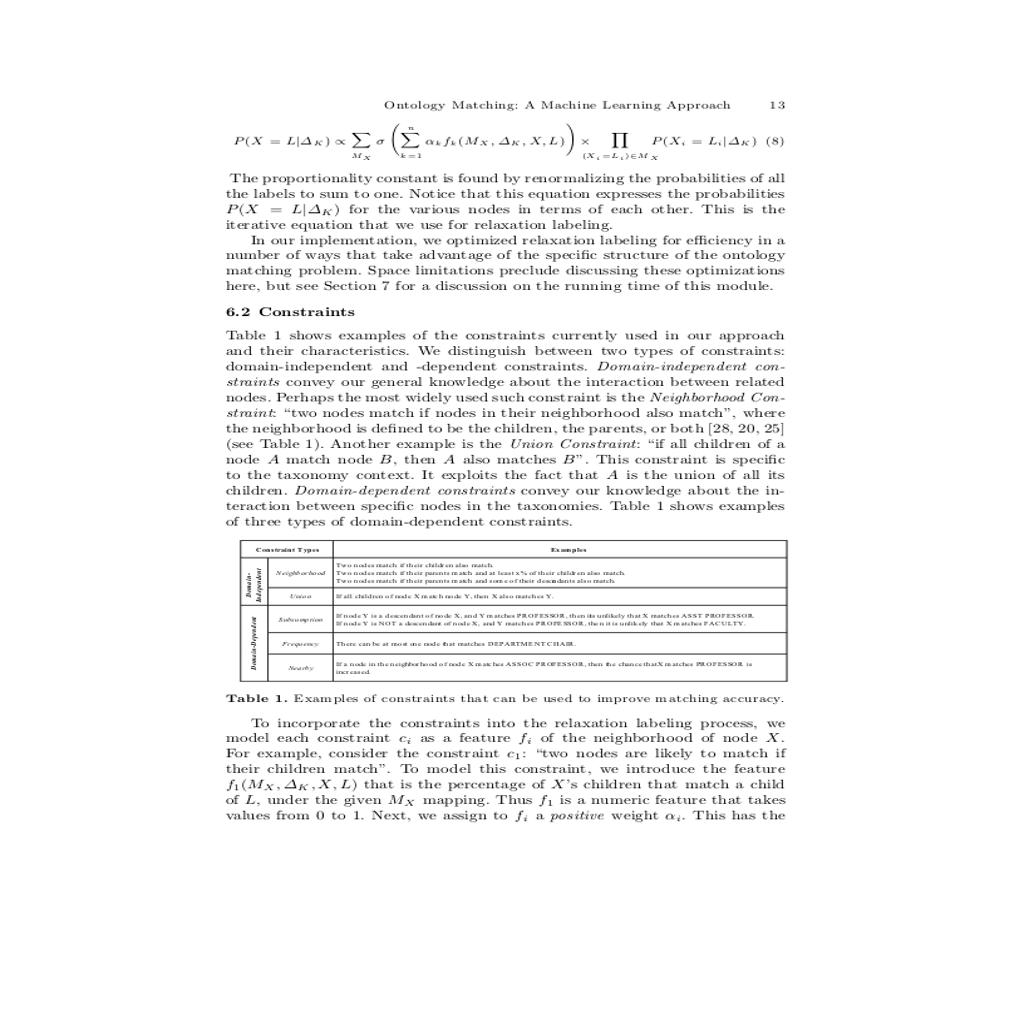 Ontology Matching: A Machine Learning Approach 13
P(X = L|Δ_K) ∝ ∑_{M_X} σ(∑_{k=1}^{n} α_k f_k(M_X, Δ_K, X, L)) × ∏_{(X_i=L_i)∈M_X} P(X_i = L_i|Δ_K) (8)
The proportionality constant is found by renormalizing the probabilities of all
the labels to sum to one. Notice that this equation expresses the probabilities
P(X = L|Δ_K) for the various nodes in terms of each other. This is the
iterative equation that we use for relaxation labeling.
In our implementation, we optimized relaxation labeling for efficiency in a
number of ways that take advantage of the specific structure of the ontology
matching problem. Space limitations preclude discussing these optimizations
here, but see Section 7 for a discussion on the running time of this module.
6.2 Constraints
Table 1 shows examples of the constraints currently used in our approach
and their characteristics. We distinguish between two types of constraints:
domain-independent and -dependent constraints. Domain-independent con-
straints convey our general knowledge about the interaction between related
nodes. Perhaps the most widely used such constraint is the Neighborhood Con-
straint: “two nodes match if nodes in their neighborhood also match”, where
the neighborhood is defined to be the children, the parents, or both [28, 20, 25]
(see Table 1). Another example is the Union Constraint: “if all children of a
node A match node B, then A also matches B”. This constraint is specific
to the taxonomy context. It exploits the fact that A is the union of all its
children. Domain-dependent constraints convey our knowledge about the in-
teraction between specific nodes in the taxonomies. Table 1 shows examples
of three types of domain-dependent constraints.
Constraint Types Examples
Domain-
Independent
Neighborhood
Two nodes match if their children also match.
Two nodes match if their parents match and at least x% of their children also match.
Two nodes match if their parents match and some of their descendants also match.
Union If all children of node X match node Y, then X also matches Y.
Domain-Dependent
Subsumption
If node Y is a descendant of node X, and Y matches PROFESSOR, then its unlikely that X matches ASST PROFESSOR.
If node Y is NOT a descendant of node X, and Y matches PROFESSOR, then it is unlikely that X matches FACULTY.
Frequency There can be at most one node that matches DEPARTMENT CHAIR.
Nearby
If a node in the neighborhood of node X matches ASSOC PROFESSOR, then the chance that X matches PROFESSOR is
increased.
Table 1. Examples of constraints that can be used to improve matching accuracy.
To incorporate the constraints into the relaxation labeling process, we
model each constraint c_i as a feature f_i of the neighborhood of node X.
For example, consider the constraint c_1: “two nodes are likely to match if
their children match”. To model this constraint, we introduce the feature
f_1(M_X, Δ_K, X, L) that is the percentage of X’s children that match a child
of L, under the given M_X mapping. Thus f_1 is a numeric feature that takes
values from 0 to 1. Next, we assign to f_i a positive weight α_i. This has the